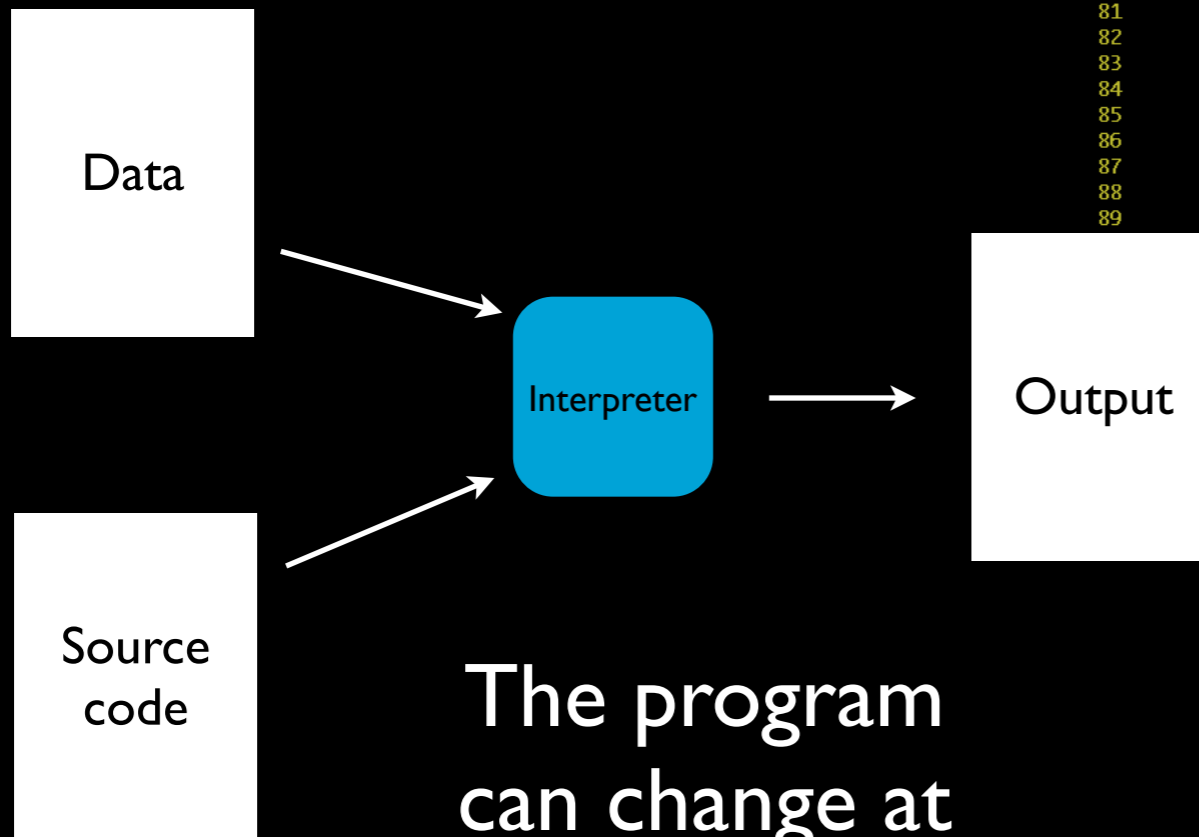 81
82
83
84
85
86
87
88
89
Data
Interpreter
Output
Source
code
The program
can change at